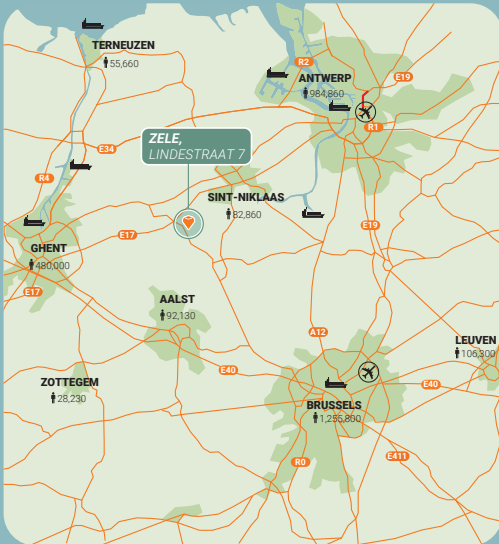 TERNEUZEN
55,660
R2
ANTWERP
984,860
E19
R1
E34
ZELE,
LINDESTRAAT 7
R4
SINT-NIKLAAS
82,860
E19
E17
GHENT
480,000
E17
AALST
92,130
A12
LEUVEN
106,300
E40
E40
ZOTTEGEM
28,230
BRUSSELS
1,255,800
R0
E411